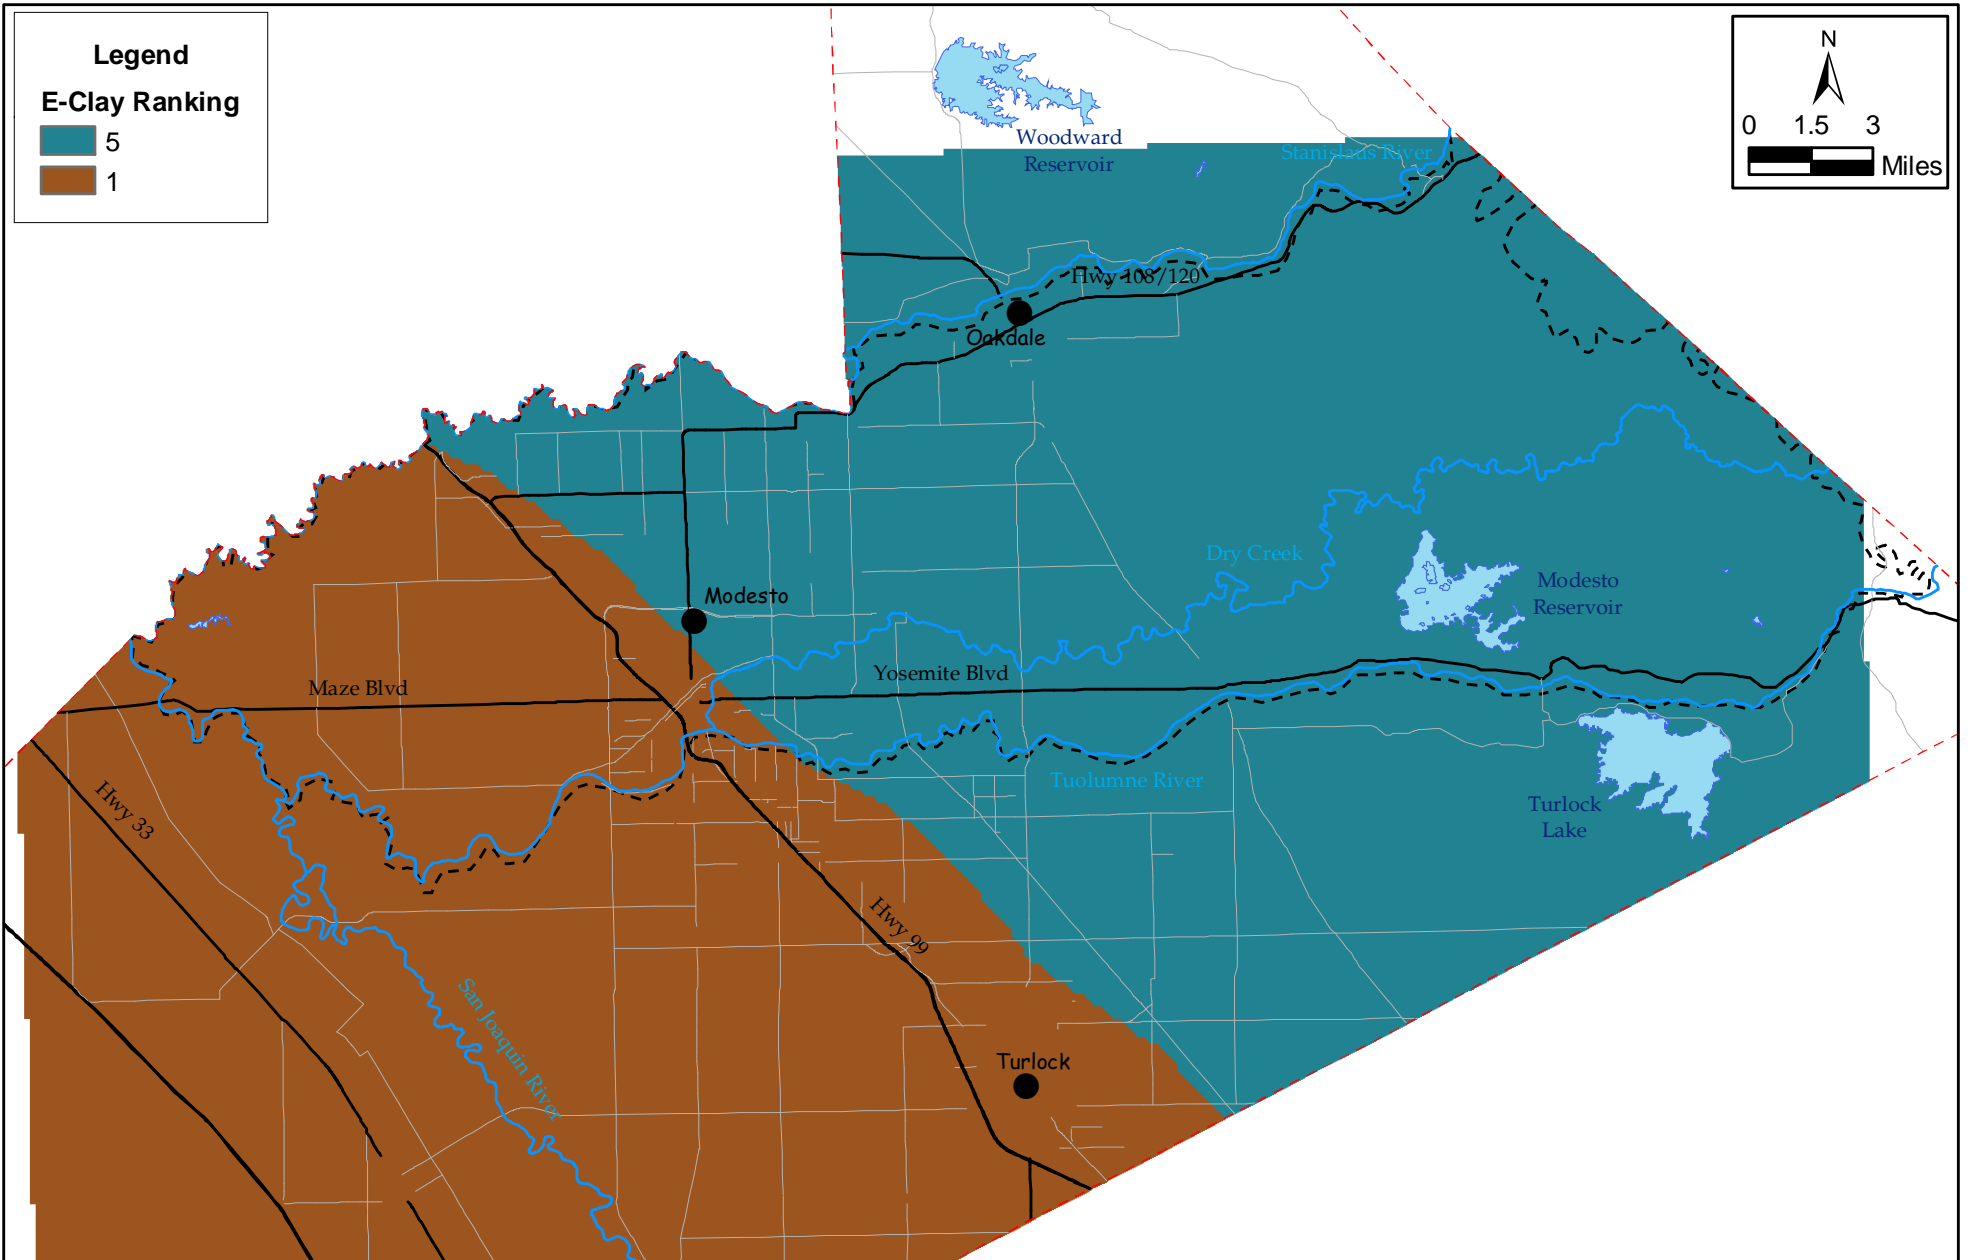 Legend
E-Clay Ranking
5
1
N
0 1.5 3
Miles
Woodward
Reservoir
Stanislaus River
Hwy 108/120
Oakdale
Dry Creek
Modesto
Reservoir
Modesto
Yosemite Blvd
Maze Blvd
Tuolumne River
Turlock
Lake
Hwy 33
Hwy 99
San Joaquin River
Turlock